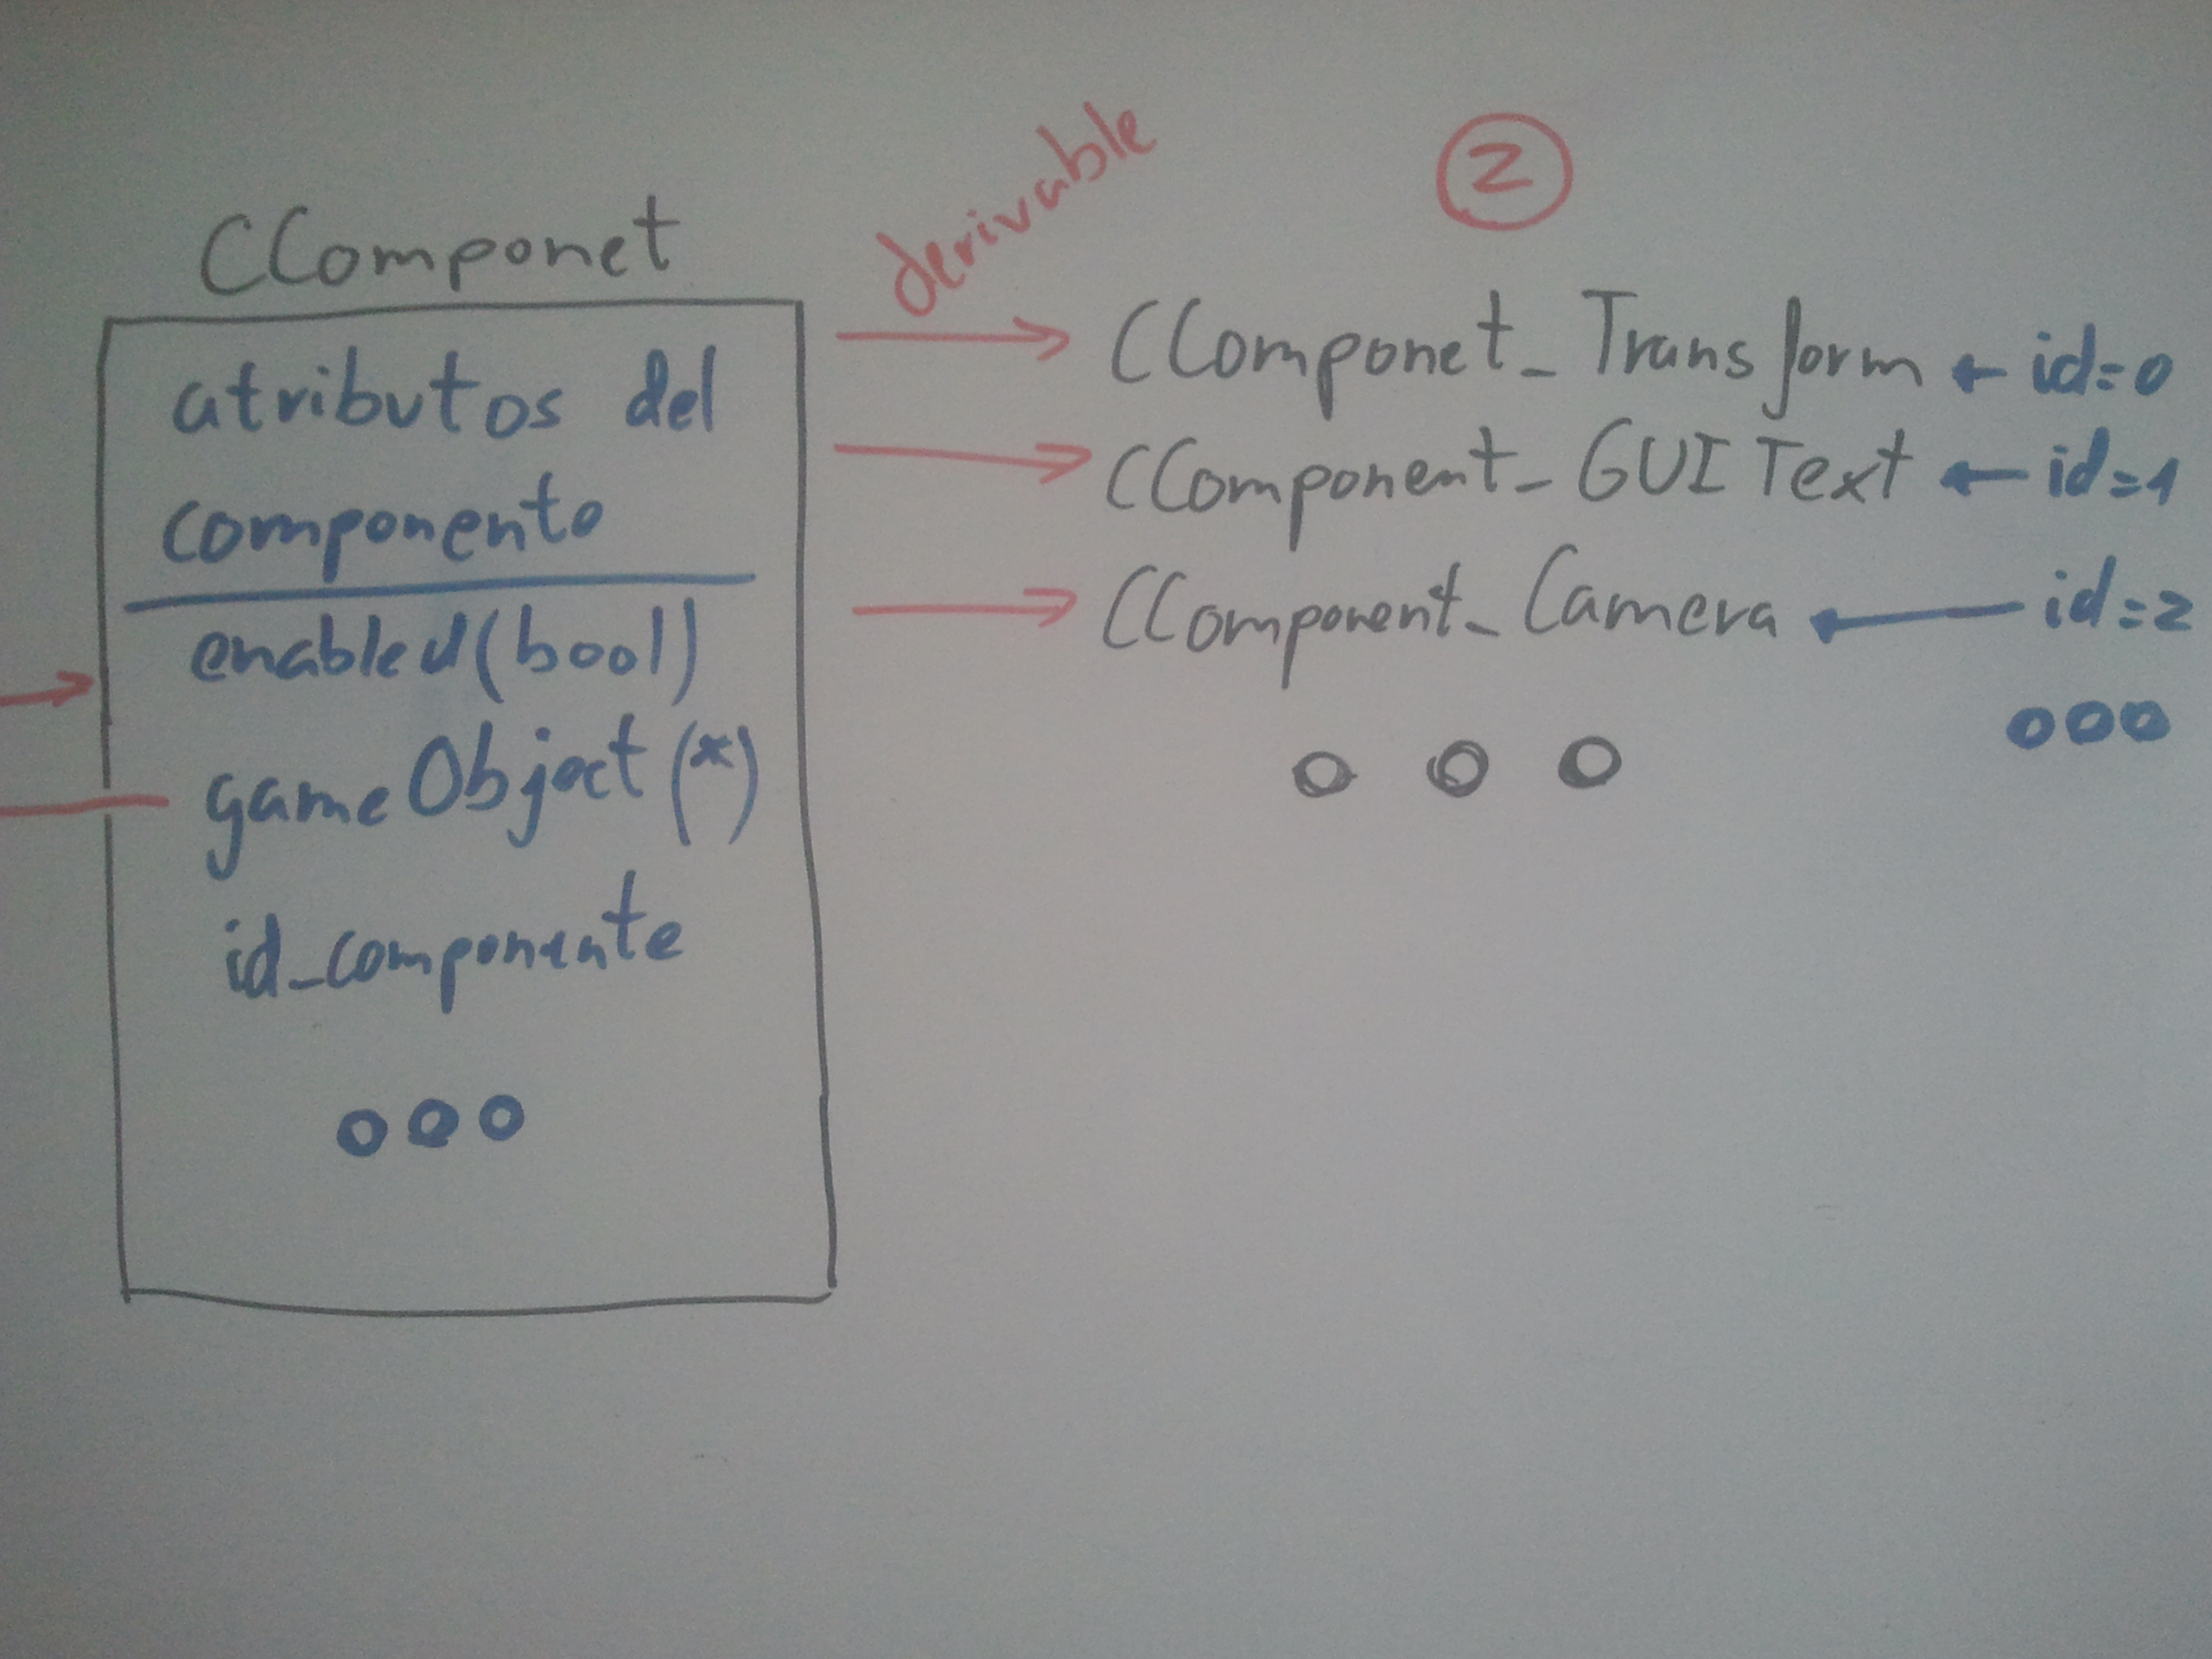 derivable
2
CComponet
atributos del
componento
enabled (bool)
gameObject (*)
id_componente
ooo
CComponet_Transform ← id=0
CComponent_GUIText ← id=1
CComponent_Camera ← id=2
ooo
ooo